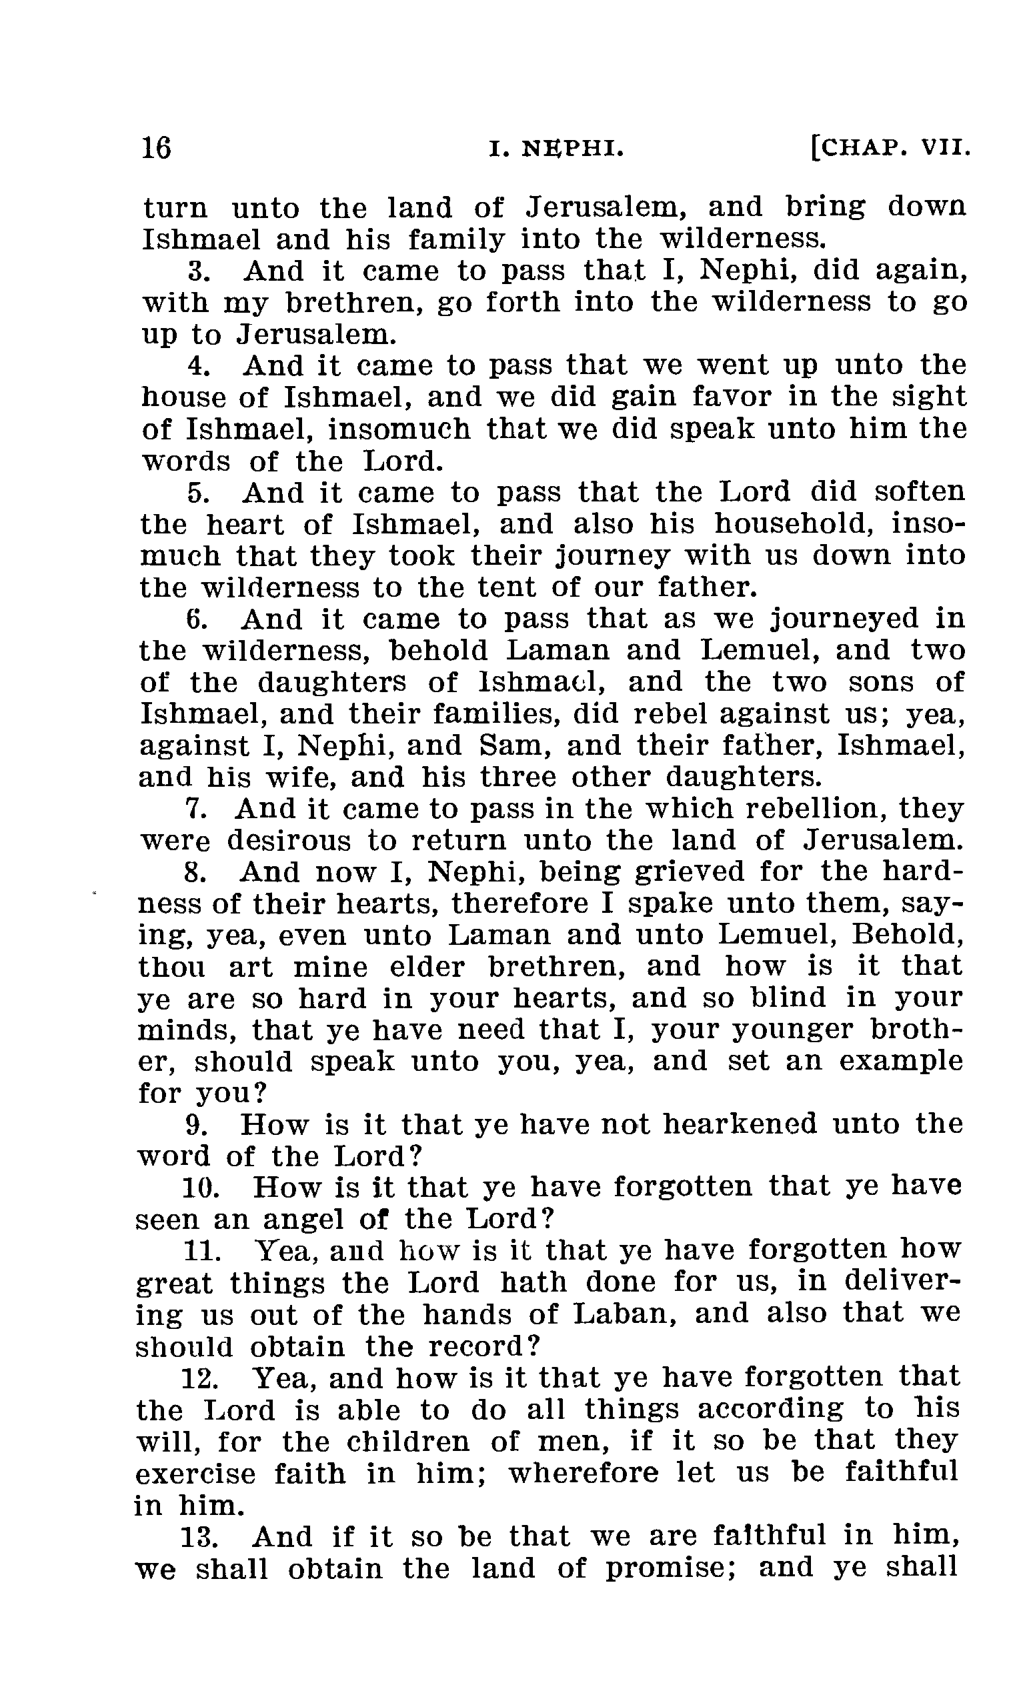 16 I. NEPHI. [CHAP. VII.
turn unto the land of Jerusalem, and bring down
Ishmael and his family into the wilderness.
3. And it came to pass that I, Nephi, did again,
with my brethren, go forth into the wilderness to go
up to Jerusalem.
4. And it came to pass that we went up unto the
house of Ishmael, and we did gain favor in the sight
of Ishmael, insomuch that we did speak unto him the
words of the Lord.
5. And it came to pass that the Lord did soften
the heart of Ishmael, and also his household, inso-
much that they took their journey with us down into
the wilderness to the tent of our father.
6. And it came to pass that as we journeyed in
the wilderness, behold Laman and Lemuel, and two
of the daughters of Ishmael, and the two sons of
Ishmael, and their families, did rebel against us; yea,
against I, Nephi, and Sam, and their father, Ishmael,
and his wife, and his three other daughters.
7. And it came to pass in the which rebellion, they
were desirous to return unto the land of Jerusalem.
8. And now I, Nephi, being grieved for the hard-
ness of their hearts, therefore I spake unto them, say-
ing, yea, even unto Laman and unto Lemuel, Behold,
thou art mine elder brethren, and how is it that
ye are so hard in your hearts, and so blind in your
minds, that ye have need that I, your younger broth-
er, should speak unto you, yea, and set an example
for you?
9. How is it that ye have not hearkened unto the
word of the Lord?
10. How is it that ye have forgotten that ye have
seen an angel of the Lord?
11. Yea, and how is it that ye have forgotten how
great things the Lord hath done for us, in deliver-
ing us out of the hands of Laban, and also that we
should obtain the record?
12. Yea, and how is it that ye have forgotten that
the Lord is able to do all things according to his
will, for the children of men, if it so be that they
exercise faith in him; wherefore let us be faithful
in him.
13. And if it so be that we are faithful in him,
we shall obtain the land of promise; and ye shall